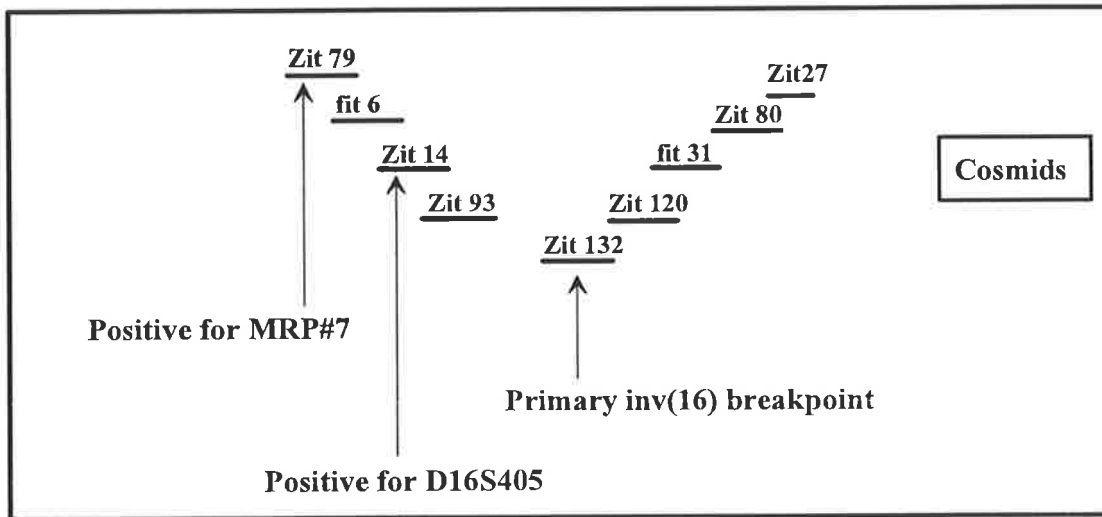 Zit 79
Zit27
fit 6
Zit 80
Zit 14
fit 31
Cosmids
Zit 93
Zit 120
Zit 132
Positive for MRP#7
Primary inv(16) breakpoint
Positive for D16S405